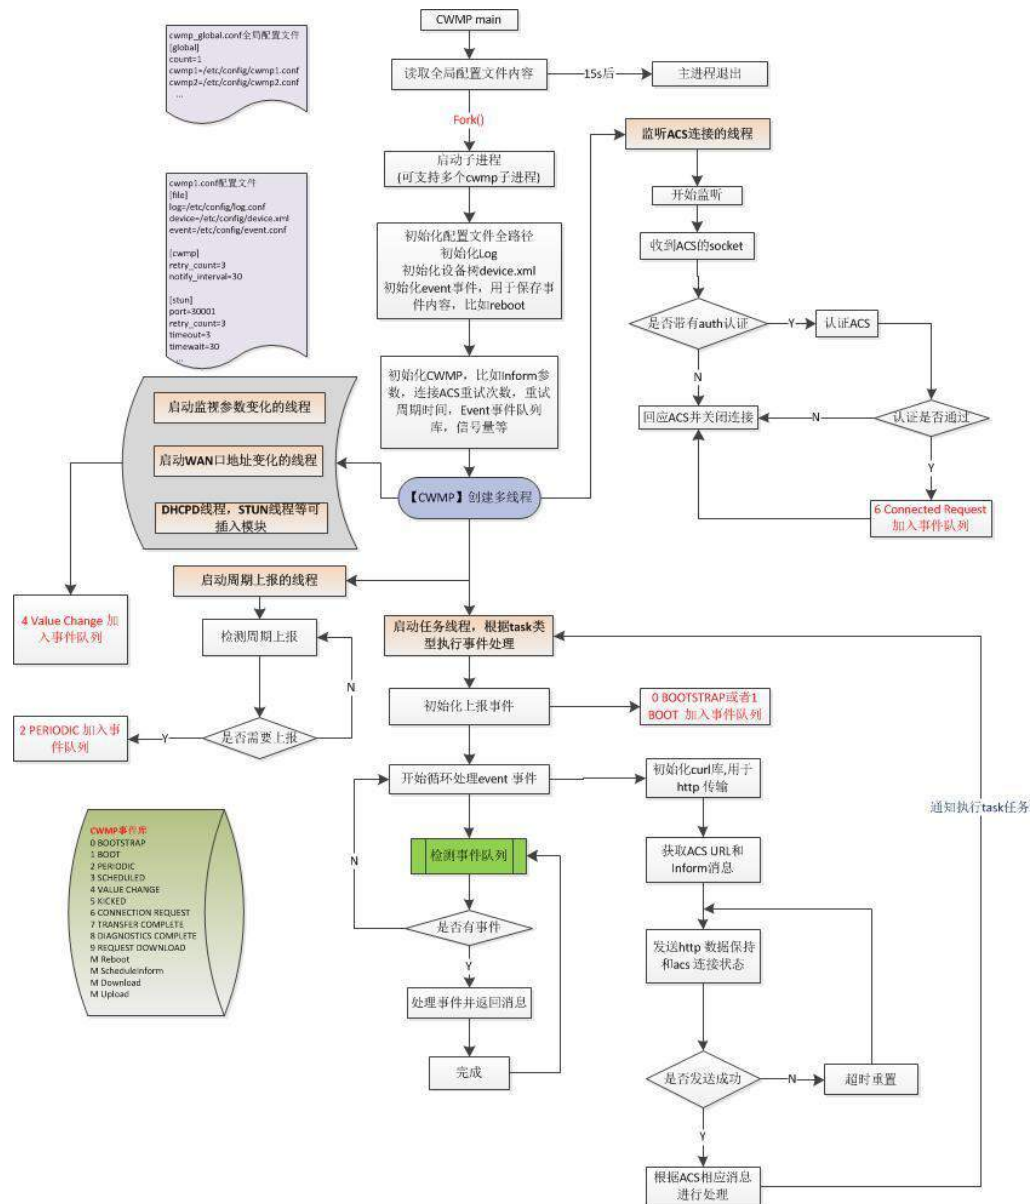 CWMP main
cwmp_global.conf全局配置文件
[global]
count=1
cwmp1=/etc/config/cwmp1.conf
cwmp2=/etc/config/cwmp2.conf
...
读取全局配置文件内容
15s后
主进程退出
Fork()
启动子进程
(可支持多个cwmp子进程)
cwmp1.conf配置文件
[file]
log=/etc/config/log.conf
device=/etc/config/device.xml
event=/etc/config/event.conf
[cwmp]
retry_count=3
notify_interval=30
[stun]
port=30001
retry_count=3
timeout=3
timewait=30
...
初始化配置文件全路径
初始化Log
初始化设备树device.xml
初始化event事件，用于保存事
件内容，比如reboot
初始化CWMP，比如Inform参
数，连接ACS重试次数，重试
周期时间，Event事件队列
库，信号量等
【CWMP】创建多线程
监听ACS连接的线程
开始监听
收到ACS的socket
是否带有auth认证
Y
认证ACS
N
回应ACS并关闭连接
N
认证是否通过
Y
6 Connected Request
加入事件队列
启动监视参数变化的线程
启动WAN口地址变化的线程
DHCPD线程，STUN线程等可
插入模块
4 Value Change 加
入事件队列
启动周期上报的线程
检测周期上报
N
是否需要上报
Y
2 PERIODIC 加入事
件队列
启动任务线程，根据task类
型执行事件处理
初始化上报事件
0 BOOTSTRAP或者1
BOOT 加入事件队列
开始循环处理event 事件
初始化curl库,用于
http 传输
通知执行task任务
N
检测事件队列
获取ACS URL和
Inform消息
是否有事件
Y
发送http 数据保持
和acs 连接状态
处理事件并返回消息
完成
是否发送成功
N
超时重置
Y
根据ACS相应消息
进行处理
CWMP事件库
0 BOOTSTRAP
1 BOOT
2 PERIODIC
3 SCHEDULED
4 VALUE CHANGE
5 KICKED
6 CONNECTION REQUEST
7 TRANSFER COMPLETE
8 DIAGNOSTICS COMPLETE
9 REQUEST DOWNLOAD
M Reboot
M ScheduleInform
M Download
M Upload